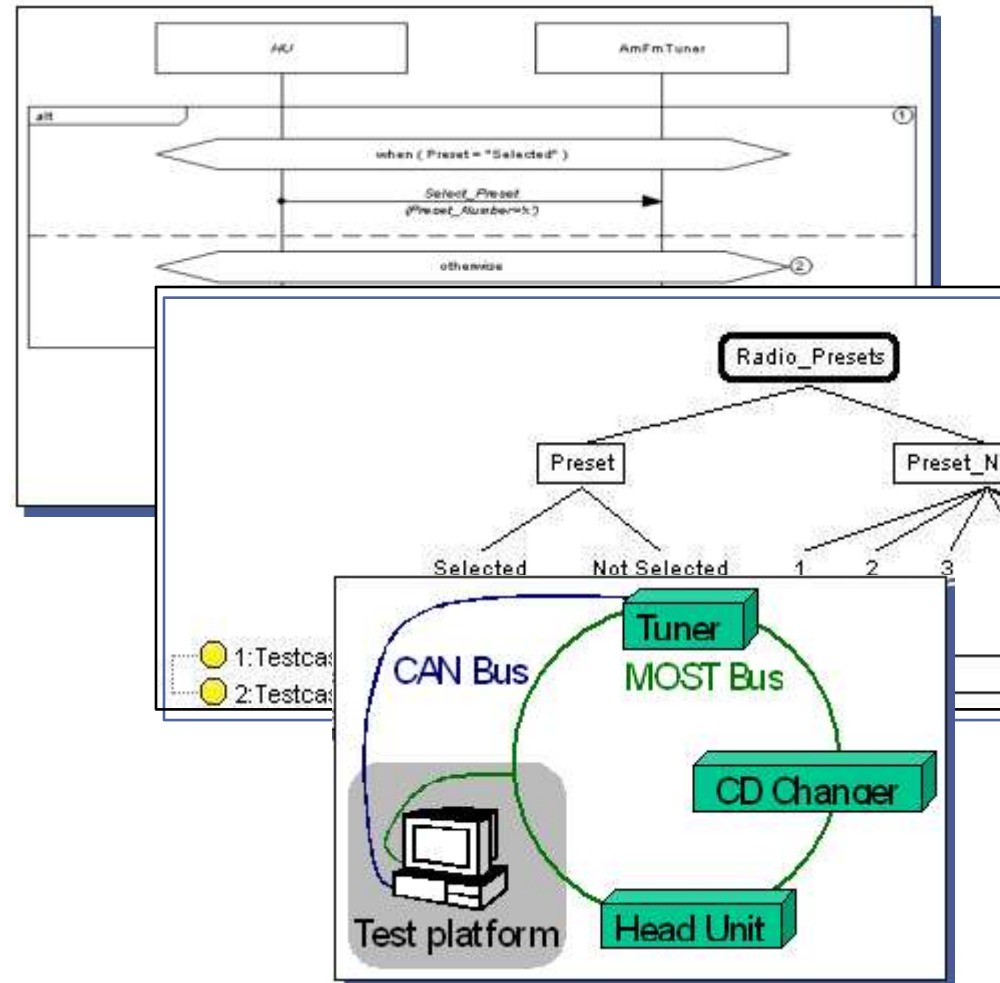 HU
AmFmTuner
alt
1
when ( Preset = "Selected" )
Select_Preset
otherwise
2
Radio_Presets
Preset
Preset_N
Selected
Not Selected
1
2
3
1:Testcas
2:Testcas
Tuner
CAN Bus
MOST Bus
CD Changer
Test platform
Head Unit